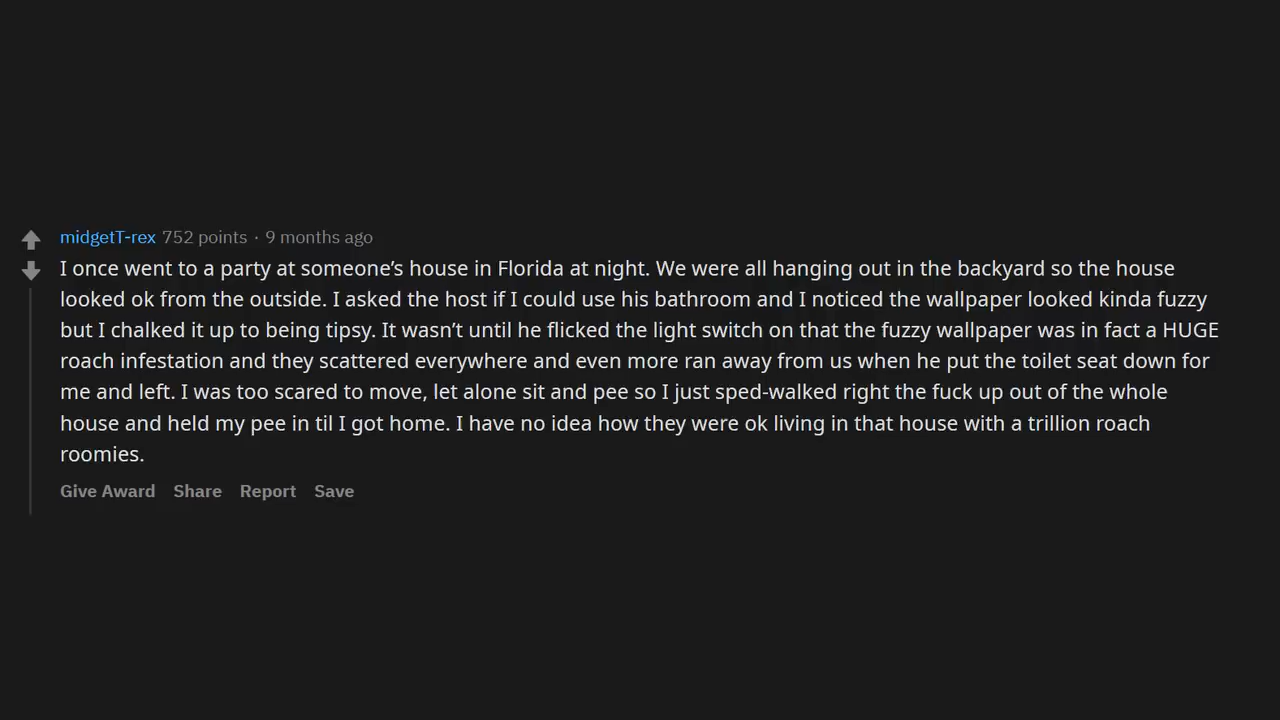 midgetT-rex 752 points · 9 months ago
I once went to a party at someone’s house in Florida at night. We were all hanging out in the backyard so the house
looked ok from the outside. I asked the host if I could use his bathroom and I noticed the wallpaper looked kinda fuzzy
but I chalked it up to being tipsy. It wasn’t until he flicked the light switch on that the fuzzy wallpaper was in fact a HUGE
roach infestation and they scattered everywhere and even more ran away from us when he put the toilet seat down for
me and left. I was too scared to move, let alone sit and pee so I just sped-walked right the fuck up out of the whole
house and held my pee in til I got home. I have no idea how they were ok living in that house with a trillion roach
roomies.
Give Award Share Report Save